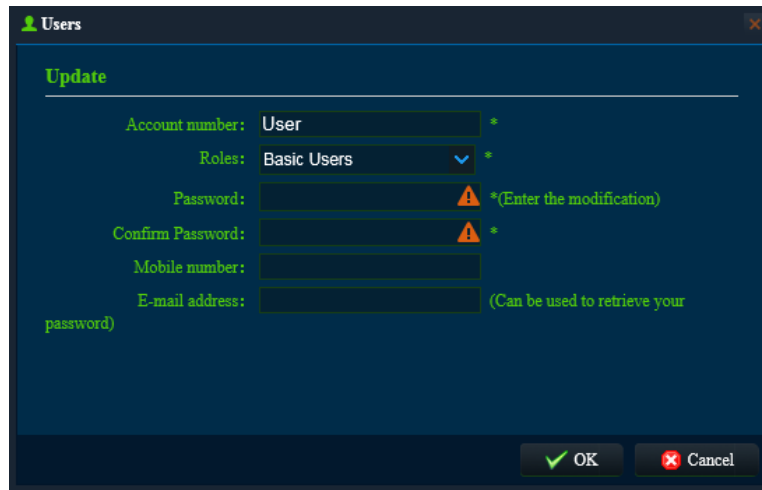 Users
Update
Account number: User *
Roles: Basic Users *
Password: *(Enter the modification)
Confirm Password: *
Mobile number:
E-mail address: (Can be used to retrieve your
password)
OK Cancel